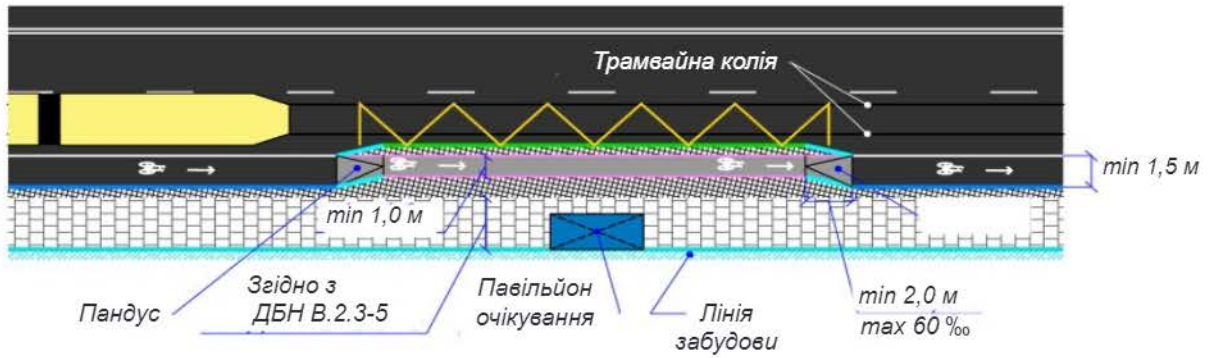 Трамвайна колія
min 1,5 м
min 1,0 м
Пандус
Згідно з
ДБН В.2.3-5
Павільйон
очікування
Лінія
забудови
min 2,0 м
max 60 ‰